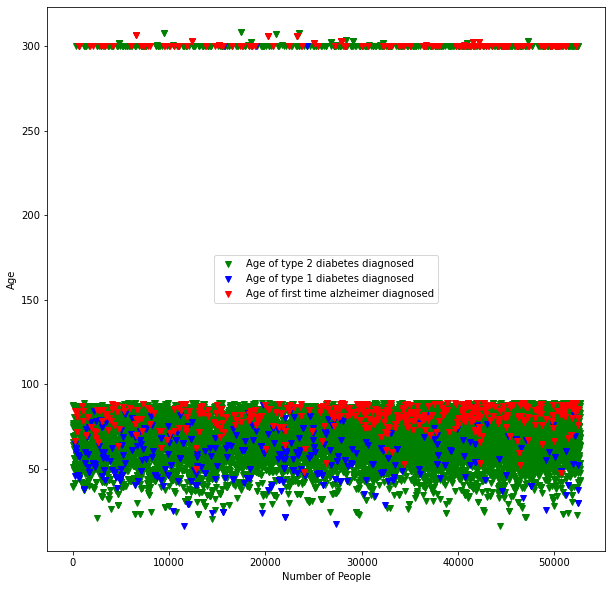 300
250
200
150
100
50
Age
Age of type 2 diabetes diagnosed
Age of type 1 diabetes diagnosed
Age of first time alzheimer diagnosed
0 10000 20000 30000 40000 50000
Number of People